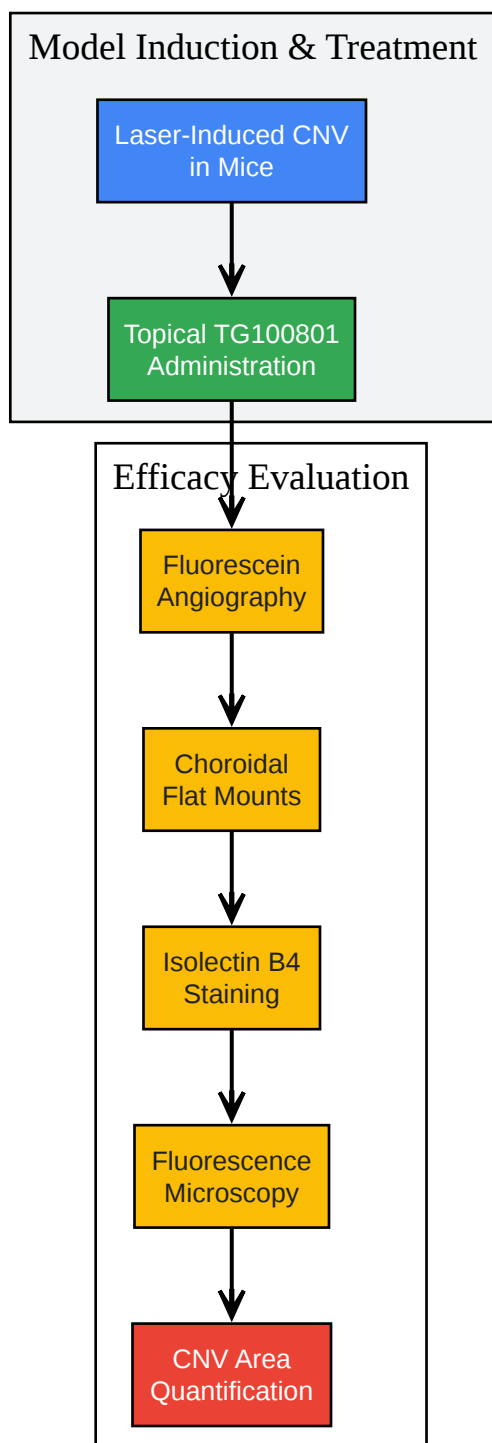 Model Induction & Treatment
Laser-Induced CNV
in Mice
Topical TG100801
Administration
Efficacy Evaluation
Fluorescein
Angiography
Choroidal
Flat Mounts
Isolectin B4
Staining
Fluorescence
Microscopy
CNV Area
Quantification